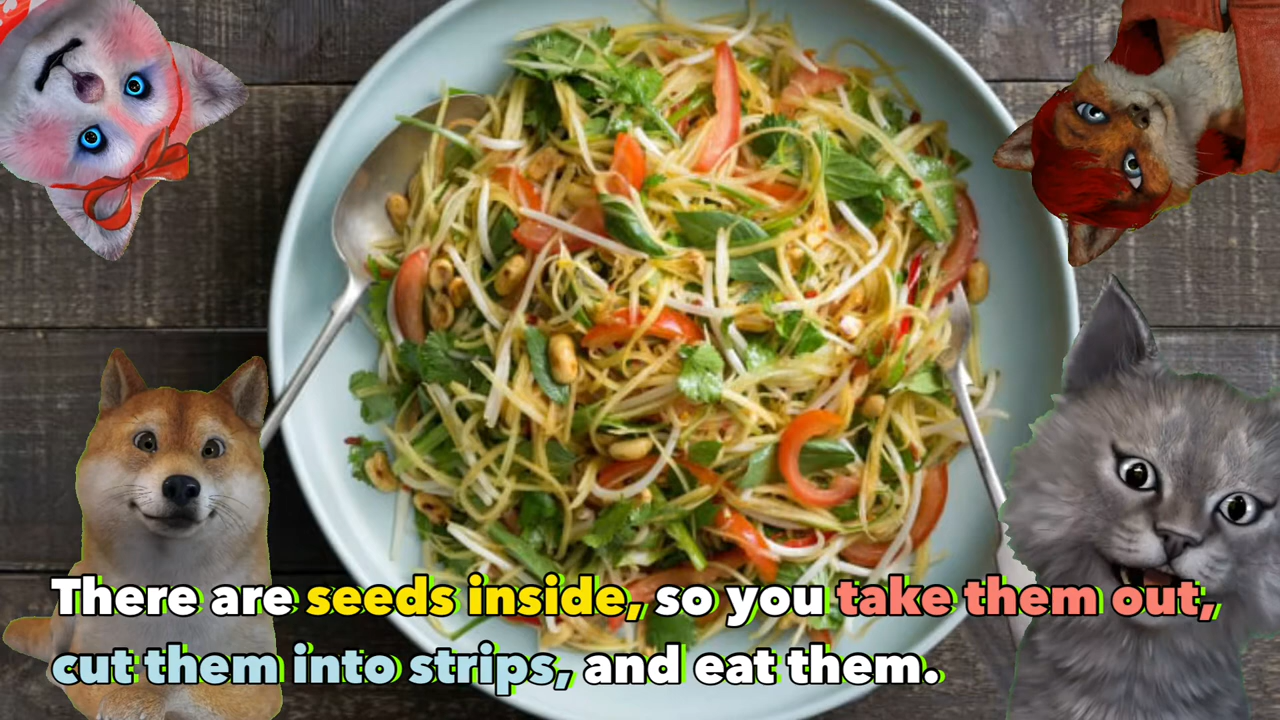 There are seeds inside, so you take them out,
cut them into strips, and eat them.